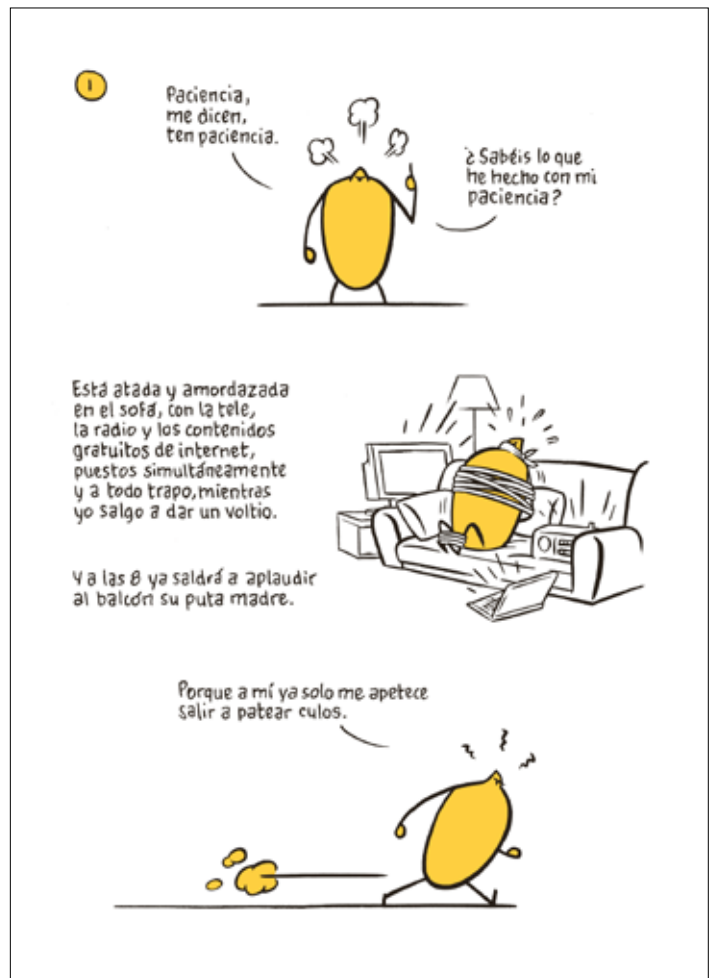 1
Paciencia,
me dicen,
ten paciencia.
¿Sabéis lo que
he hecho con mi
paciencia?
Está atada y amordazada
en el sofá, con la tele,
la radio y los contenidos
gratuitos de internet,
puestos simultáneamente
y a todo trapo, mientras
yo salgo a dar un voltio.
Y a las 8 ya saldrá a aplaudir
al balcón su puta madre.
Porque a mí ya solo me apetece
salir a patear culos.